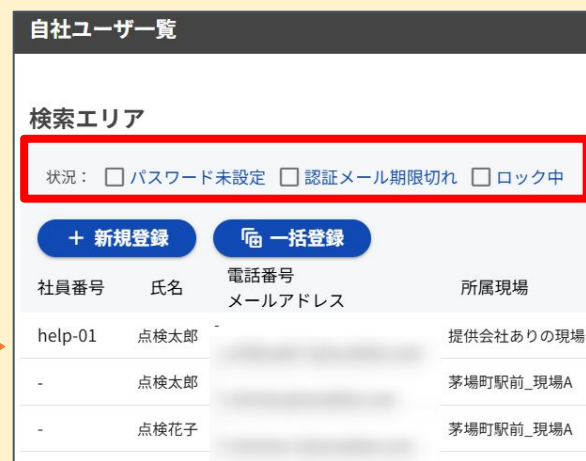 自社ユーザ一覧
検索エリア
状況： パスワード未設定 認証メール期限切れ ロック中
＋ 新規登録 一括登録
社員番号 氏名 電話番号 メールアドレス 所属現場
help-01 点検太郎 - 提供会社ありの現場
- 点検太郎 茅場町駅前_現場A
- 点検花子 茅場町駅前_現場A